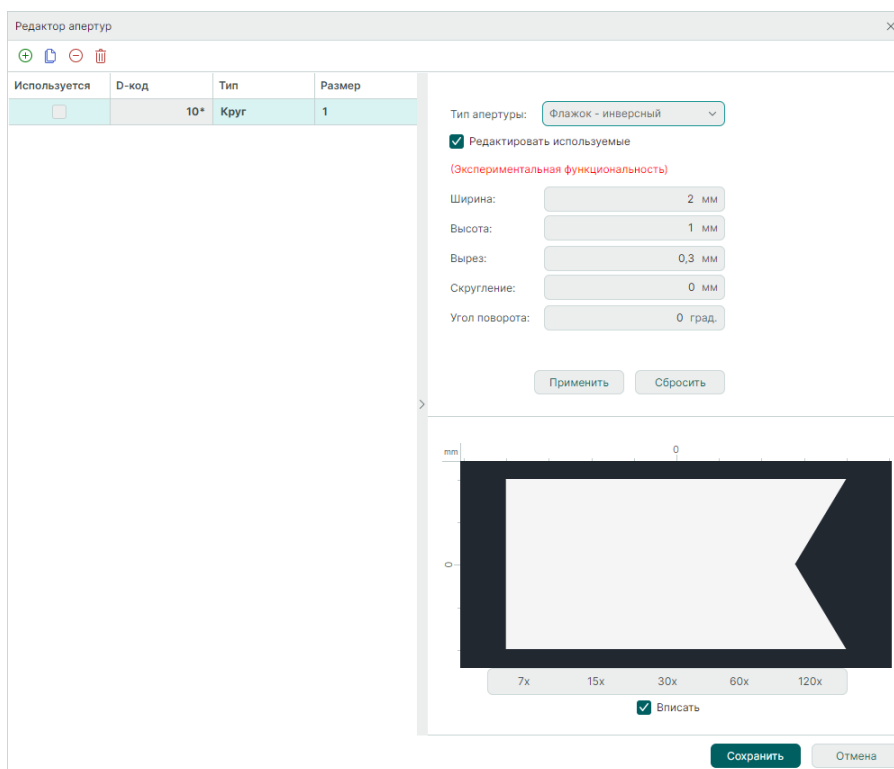 Редактор апертур
Используется D-код Тип Размер
10* Круг 1
Тип апертуры: Флажок - инверсный
Редактировать используемые
(Экспериментальная функциональность)
Ширина: 2 мм
Высота: 1 мм
Вырез: 0,3 мм
Скругление: 0 мм
Угол поворота: 0 град.
Применить Сбросить
mm 0
0
7x 15x 30x 60x 120x
Вписать
Сохранить Отмена